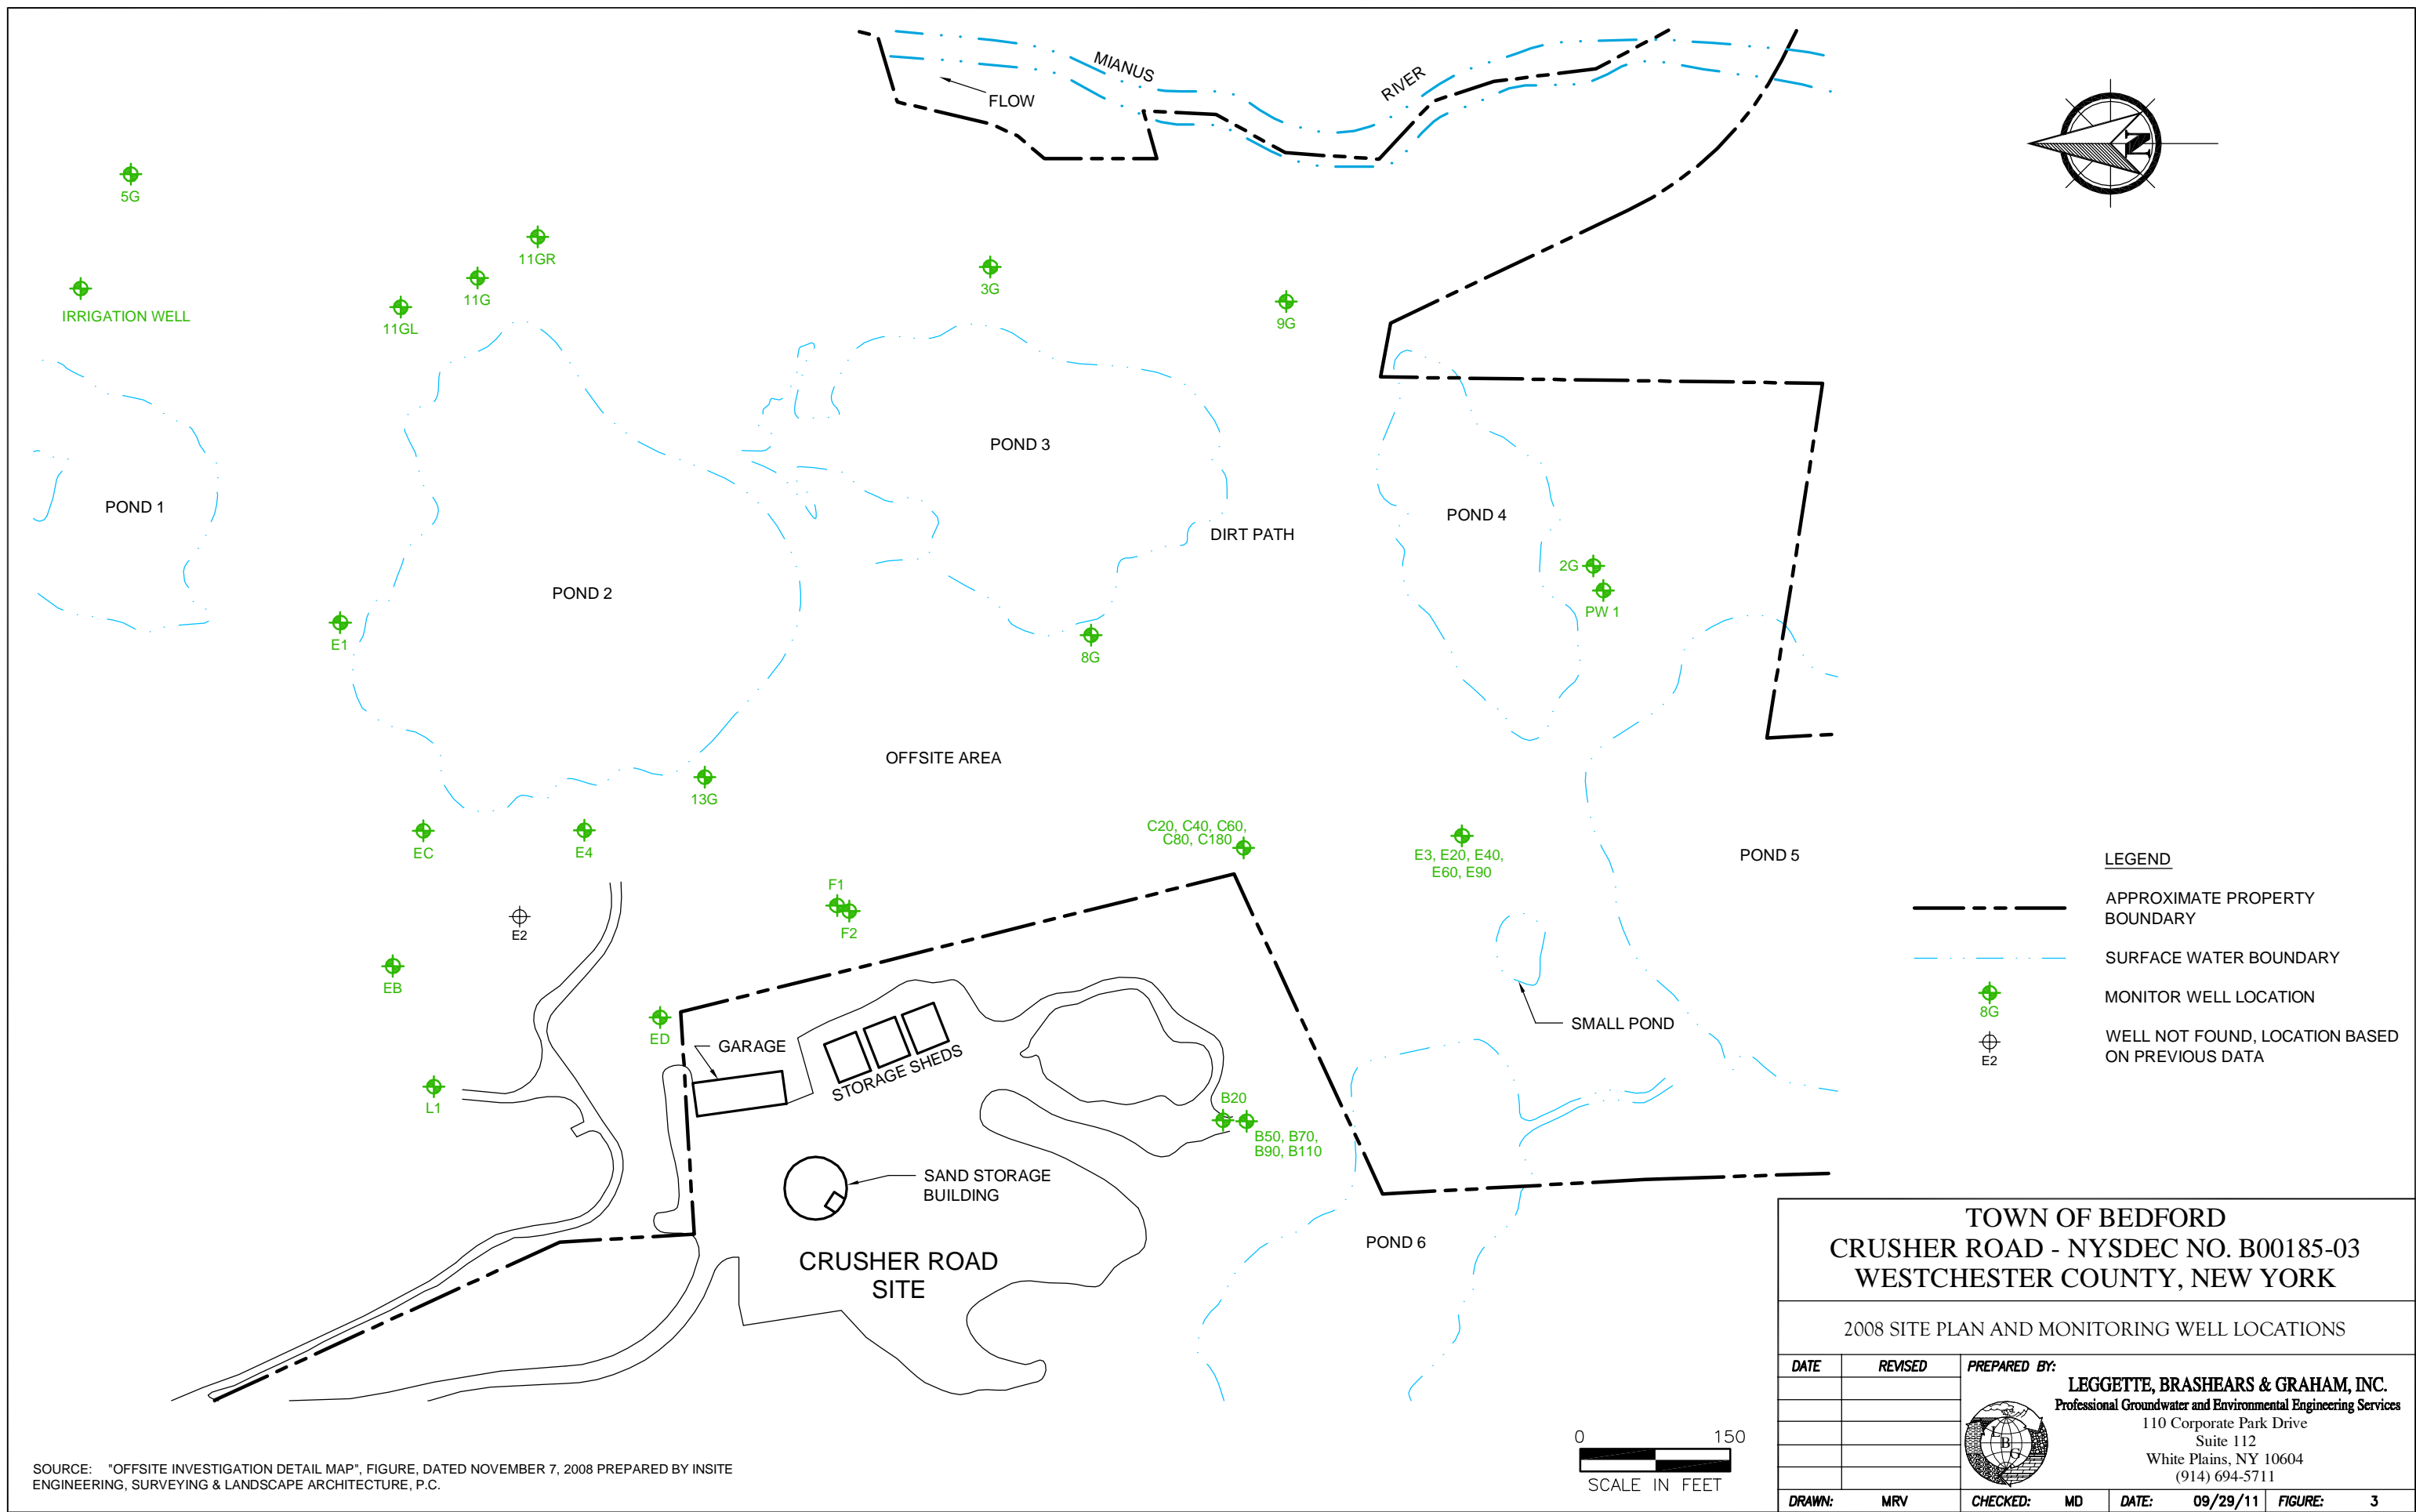 MIANUS
RIVER
FLOW
N
5G
11GR
11G
11GL
IRRIGATION WELL
3G
9G
POND 3
POND 1
POND 4
DIRT PATH
2G
PW 1
POND 2
E1
8G
OFFSITE AREA
13G
C20, C40, C60,
C80, C180
EC
E4
E3, E20, E40,
E60, E90
POND 5
F1
F2
E2
EB
ED
L1
GARAGE
STORAGE SHEDS
SMALL POND
B20
B50, B70,
B90, B110
SAND STORAGE
BUILDING
CRUSHER ROAD
SITE
POND 6
LEGEND
APPROXIMATE PROPERTY
BOUNDARY
SURFACE WATER BOUNDARY
8G
MONITOR WELL LOCATION
E2
WELL NOT FOUND, LOCATION BASED
ON PREVIOUS DATA
TOWN OF BEDFORD
CRUSHER ROAD - NYSDEC NO. B00185-03
WESTCHESTER COUNTY, NEW YORK
2008 SITE PLAN AND MONITORING WELL LOCATIONS
DATE REVISED PREPARED BY:
LEGGETTE, BRASHEARS & GRAHAM, INC.
Professional Groundwater and Environmental Engineering Services
110 Corporate Park Drive
Suite 112
White Plains, NY 10604
(914) 694-5711
L B G
DRAWN: MRV CHECKED: MD DATE: 09/29/11 FIGURE: 3
0 150
SCALE IN FEET
SOURCE: "OFFSITE INVESTIGATION DETAIL MAP", FIGURE, DATED NOVEMBER 7, 2008 PREPARED BY INSITE
ENGINEERING, SURVEYING & LANDSCAPE ARCHITECTURE, P.C.